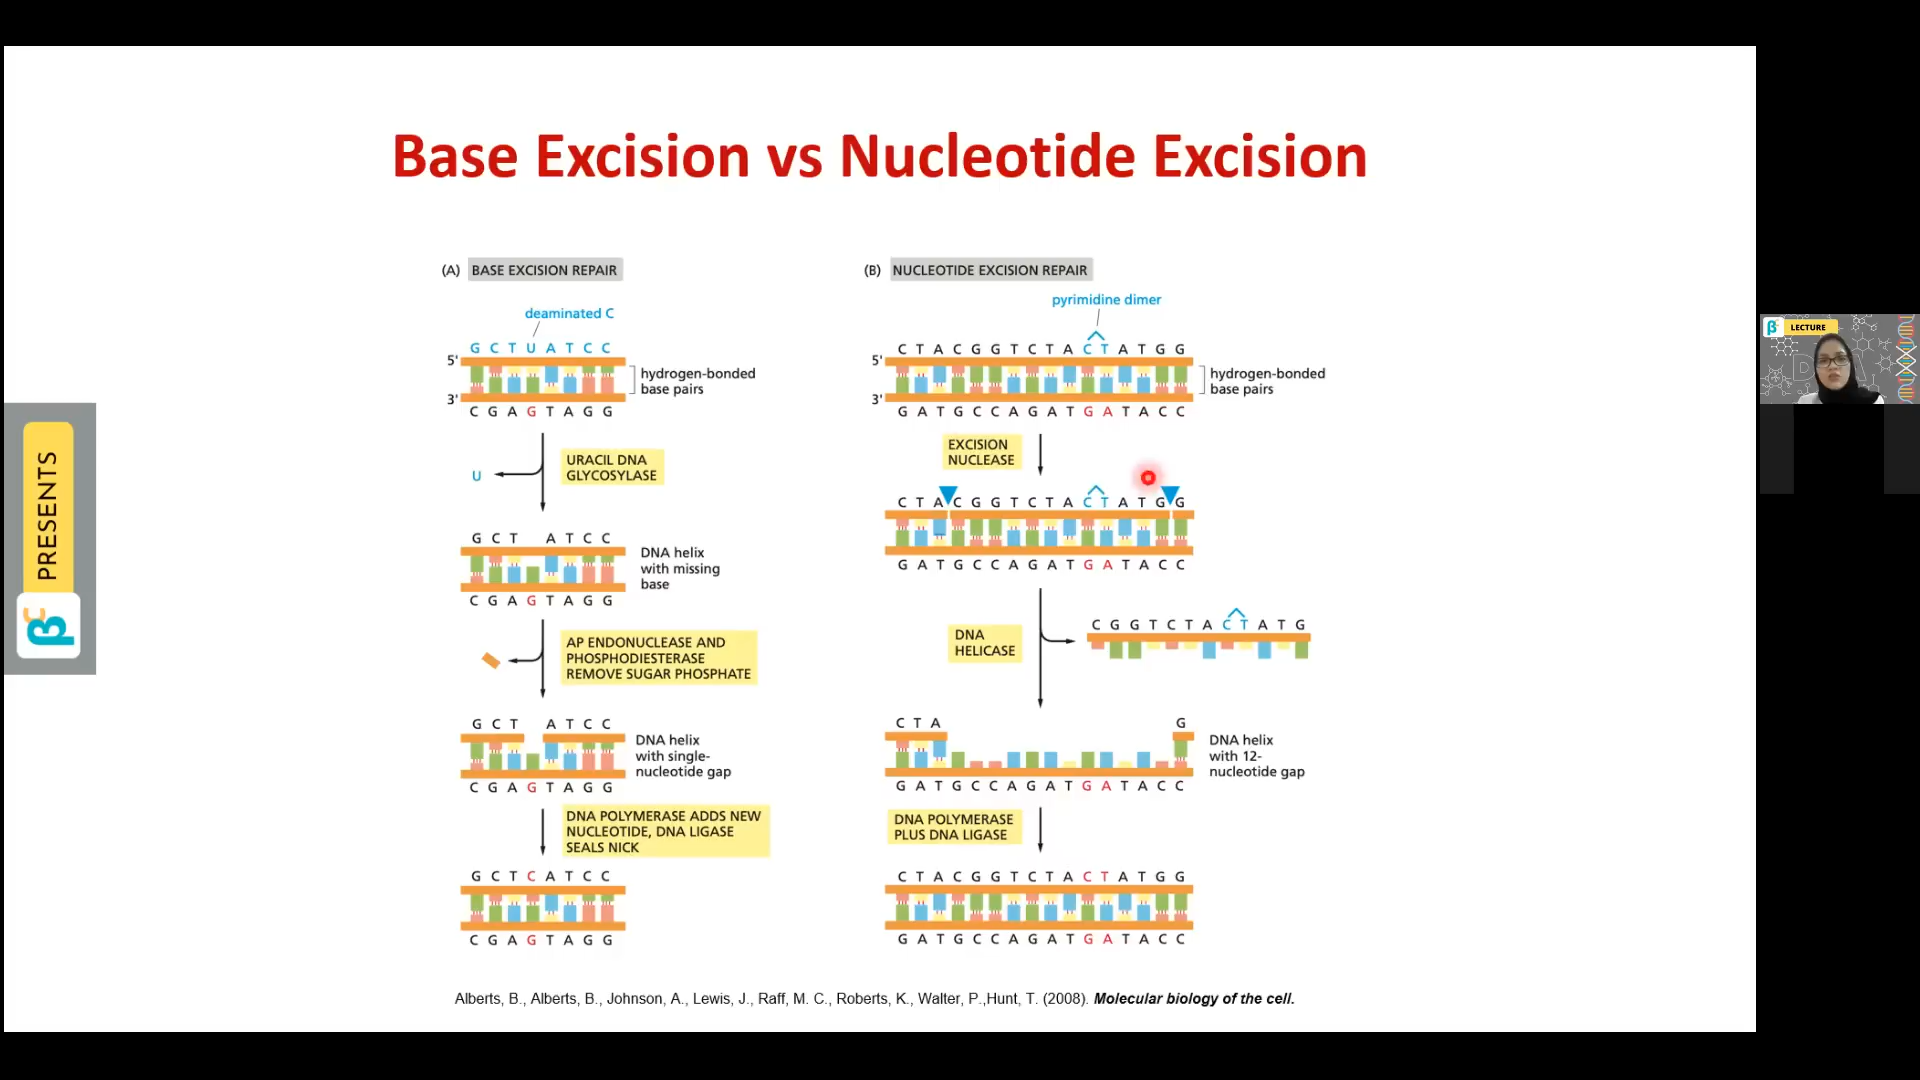 Base Excision vs Nucleotide Excision
(A) BASE EXCISION REPAIR
deaminated C
G C T U A T C C
5'
hydrogen-bonded
base pairs
3'
C G A G T A G G
URACIL DNA
GLYCOSYLASE
U
G C T A T C C
DNA helix
with missing
base
C G A G T A G G
AP ENDONUCLEASE AND
PHOSPHODIESTERASE
REMOVE SUGAR PHOSPHATE
G C T A T C C
DNA helix
with single-
nucleotide gap
C G A G T A G G
DNA POLYMERASE ADDS NEW
NUCLEOTIDE, DNA LIGASE
SEALS NICK
G C T C A T C C
C G A G T A G G
(B) NUCLEOTIDE EXCISION REPAIR
pyrimidine dimer
C T A C G G T C T A C T A T G G
5'
hydrogen-bonded
base pairs
3'
G A T G C C A G A T G A T A C C
EXCISION
NUCLEASE
C T A C G G T C T A C T A T G G
G A T G C C A G A T G A T A C C
DNA
HELICASE
C G G T C T A C T A T G
C T A G
DNA helix
with 12-
nucleotide gap
G A T G C C A G A T G A T A C C
DNA POLYMERASE
PLUS DNA LIGASE
C T A C G G T C T A C T A T G G
G A T G C C A G A T G A T A C C
Alberts, B., Alberts, B., Johnson, A., Lewis, J., Raff, M. C., Roberts, K., Walter, P.,Hunt, T. (2008). Molecular biology of the cell.
PRESENTS
β
β LECTURE